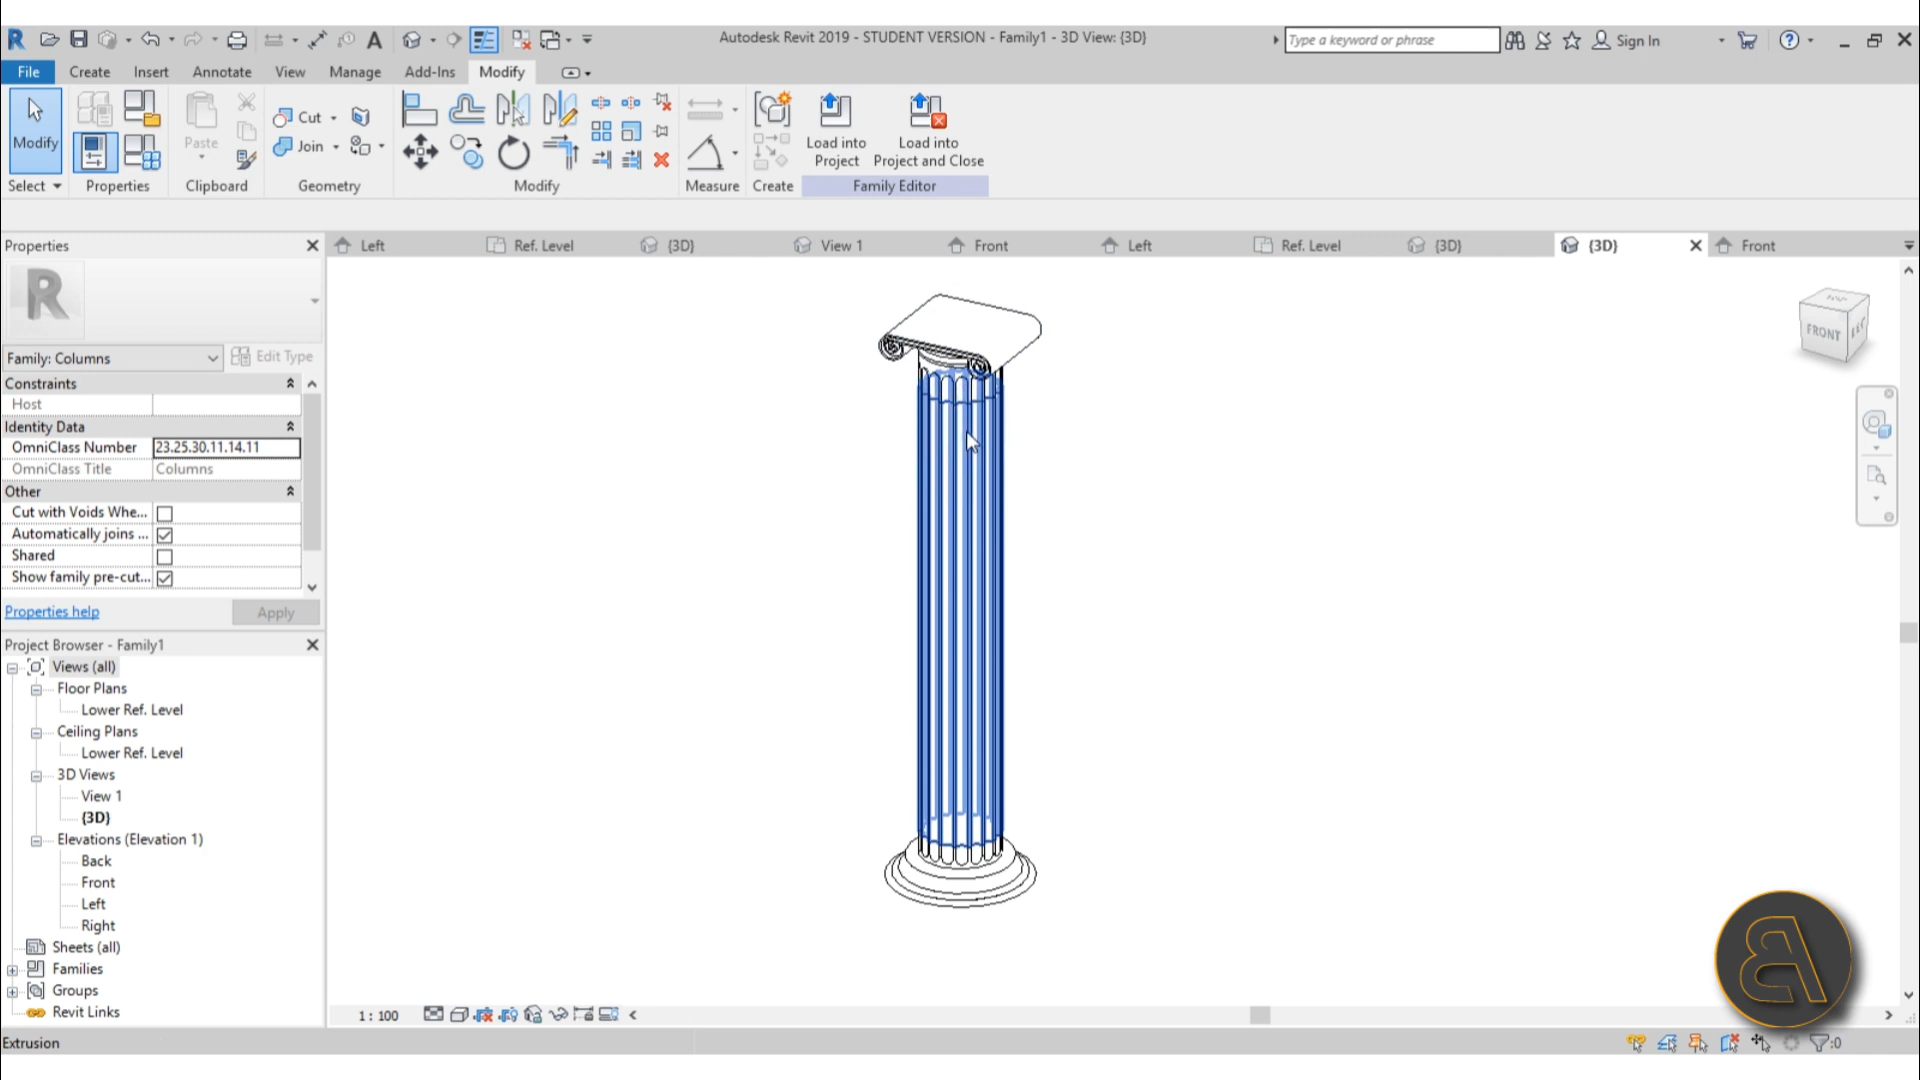 Autodesk Revit 2019 - STUDENT VERSION - Family1 - 3D View: {3D}
Type a keyword or phrase
Sign In
File Create Insert Annotate View Manage Add-Ins Modify
Modify
Paste
Cut
Join
Load into Project
Load into Project and Close
Select Properties Clipboard Geometry Modify Measure Create Family Editor
Properties
Left Ref. Level {3D} View 1 Front Left Ref. Level {3D} {3D} Front
R
Family: Columns
Edit Type
Constraints
Host
Identity Data
OmniClass Number 23.25.30.11.14.11
OmniClass Title Columns
Other
Cut with Voids Whe...
Automatically joins ...
Shared
Show family pre-cut...
Properties help
Apply
TOP
FRONT
Project Browser - Family1
Views (all)
Floor Plans
Lower Ref. Level
Ceiling Plans
Lower Ref. Level
3D Views
View 1
{3D}
Elevations (Elevation 1)
Back
Front
Left
Right
Sheets (all)
Families
Groups
Revit Links
1 : 100
Extrusion
:0